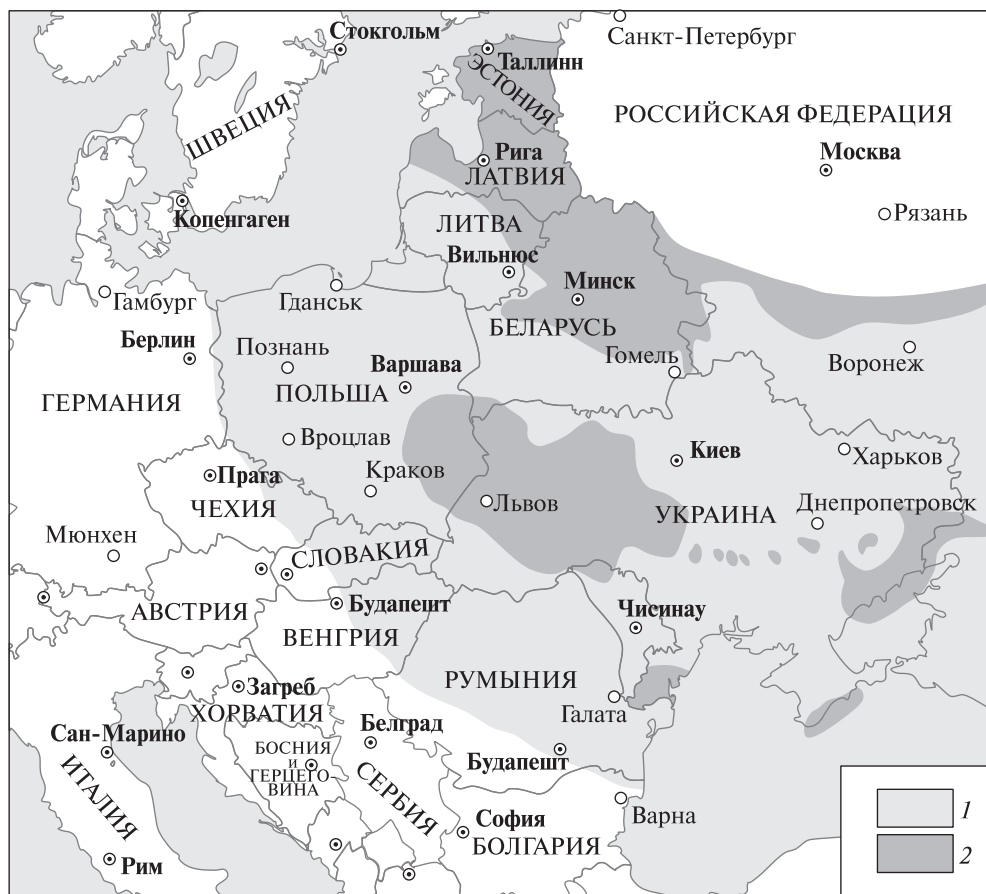 Стокгольм
Санкт-Петербург
Таллинн
ЭСТОНИЯ
ШВЕЦИЯ
РОССИЙСКАЯ ФЕДЕРАЦИЯ
Рига
Москва
ЛАТВИЯ
Копенгаген
Рязань
ЛИТВА
Вильнюс
Минск
Гамбург
Гданськ
БЕЛАРУСЬ
Берлин
Познань
Варшава
Гомель
Воронеж
ПОЛЬША
ГЕРМАНИЯ
Вроцлав
Киев
Харьков
Прага
Краков
ЧЕХИЯ
Львов
Днепропетровск
УКРАИНА
Мюнхен
СЛОВАКИЯ
АВСТРИЯ
Будапешт
Чисинау
ВЕНГРИЯ
РУМЫНИЯ
Загреб
ХОРВАТИЯ
Галата
Сан-Марино
Белград
БОСНИЯ
И
ГЕРЦЕГО-
ВИНА
Будапешт
ИТАЛИЯ
СЕРБИЯ
Варна
София
БОЛГАРИЯ
Рим
1
2